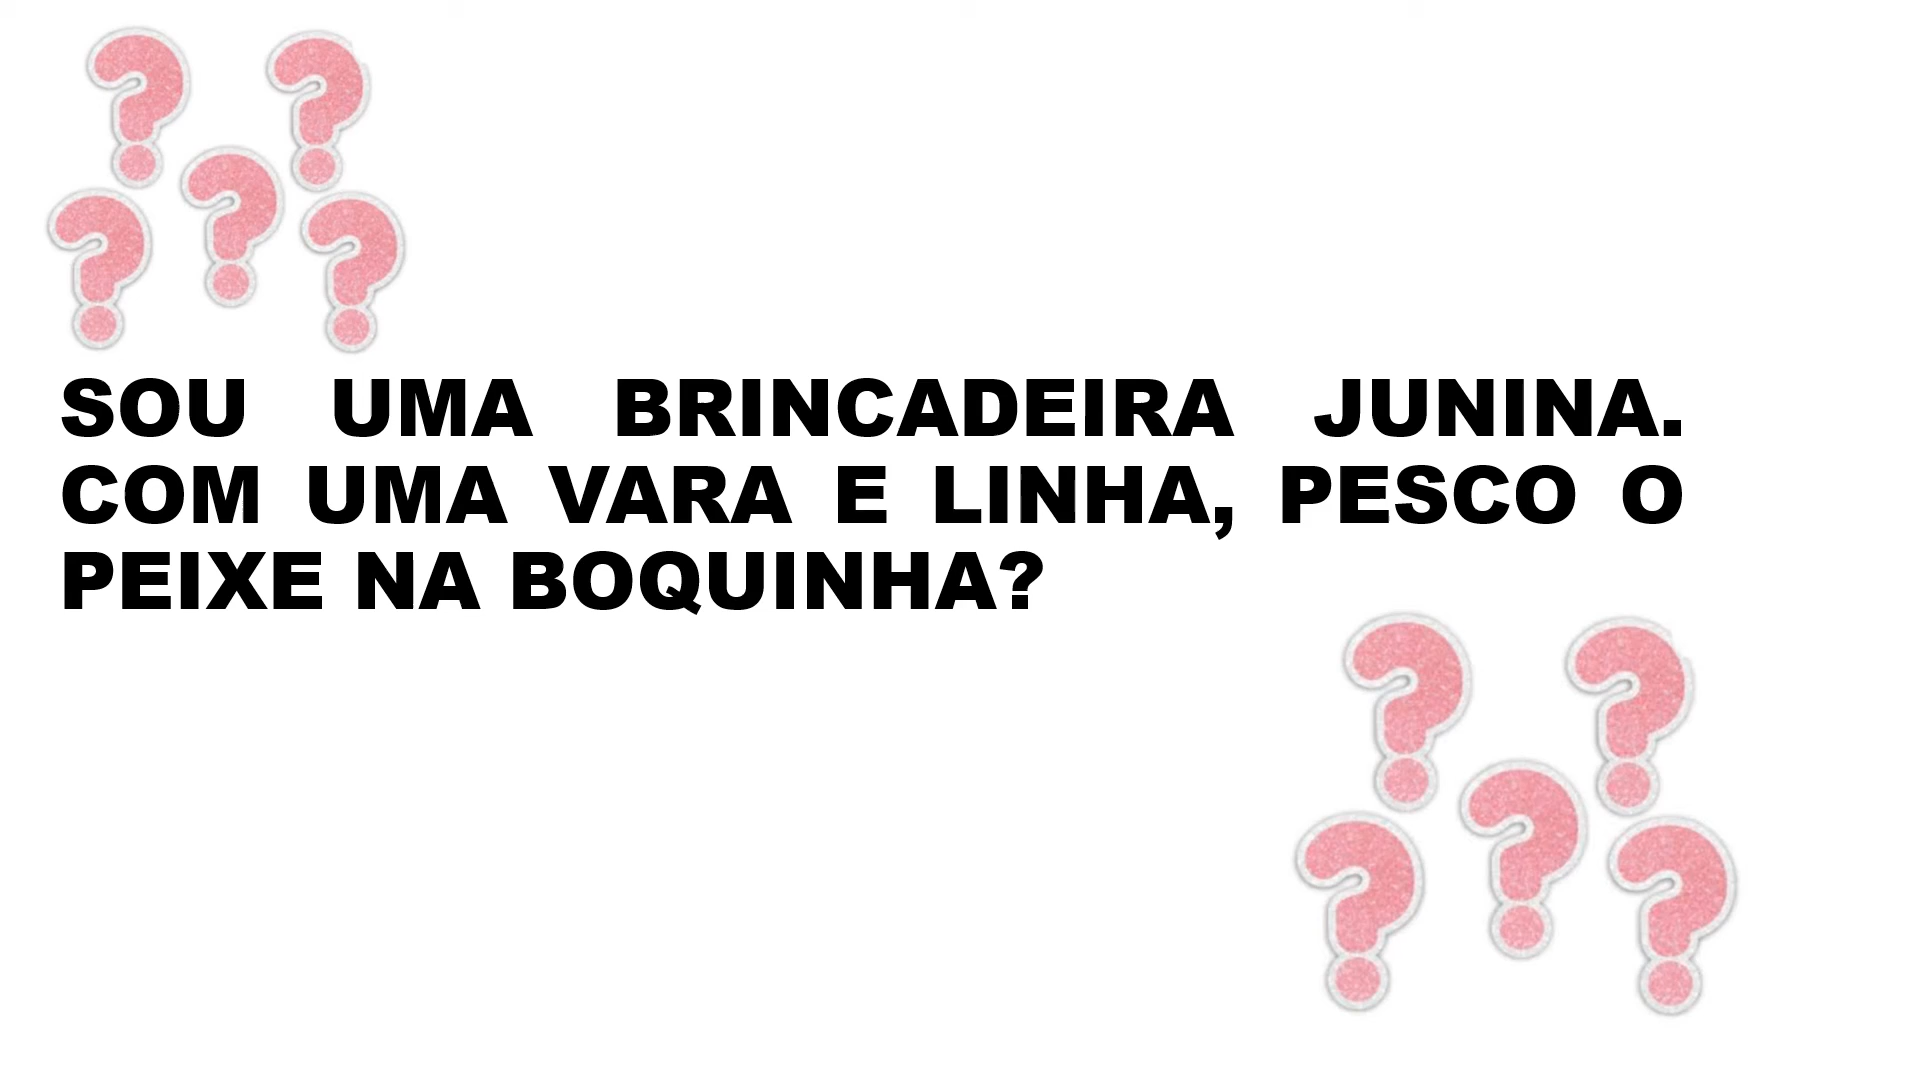 SOU UMA BRINCADEIRA JUNINA.
COM UMA VARA E LINHA, PESCO O
PEIXE NA BOQUINHA?